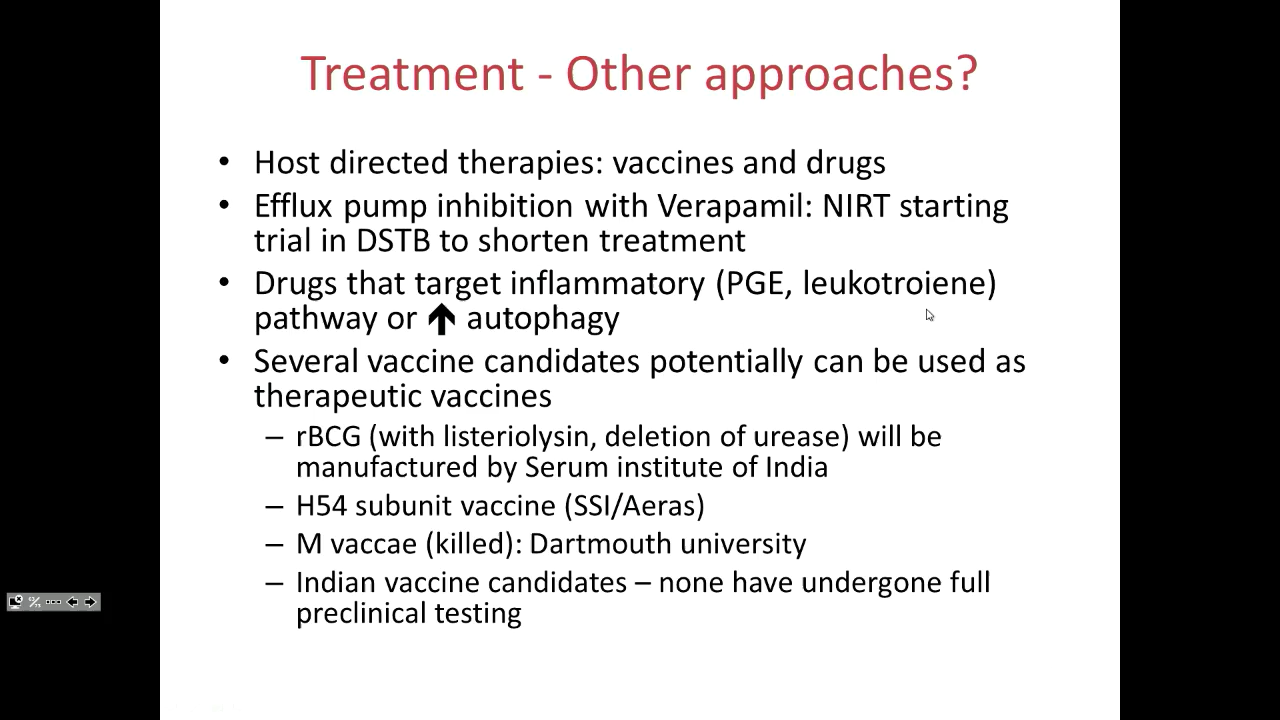 Treatment - Other approaches?
• Host directed therapies: vaccines and drugs
• Efflux pump inhibition with Verapamil: NIRT starting
trial in DSTB to shorten treatment
• Drugs that target inflammatory (PGE, leukotroiene)
pathway or ↑ autophagy
• Several vaccine candidates potentially can be used as
therapeutic vaccines
– rBCG (with listeriolysin, deletion of urease) will be
manufactured by Serum institute of India
– H54 subunit vaccine (SSI/Aeras)
– M vaccae (killed): Dartmouth university
– Indian vaccine candidates – none have undergone full
preclinical testing